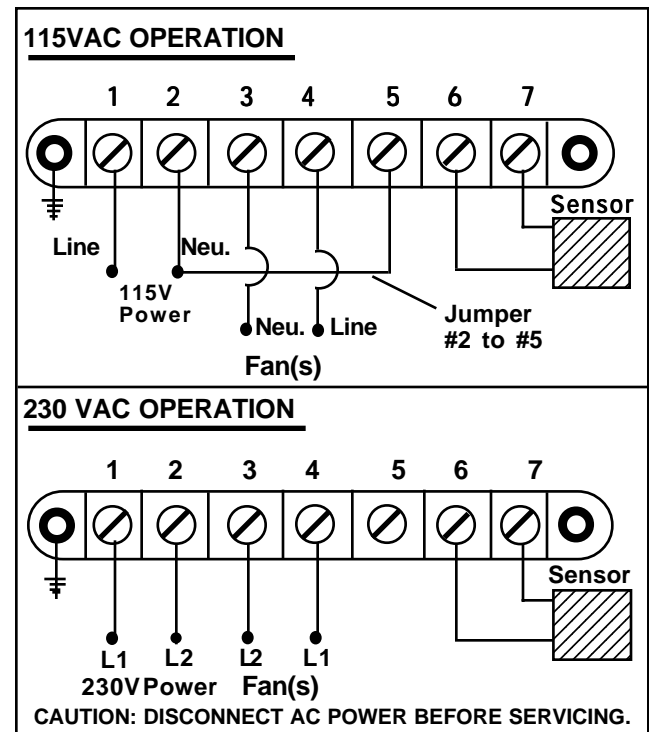 115VAC OPERATION
1 2 3 4 5 6 7
Sensor
Line Neu.
115V
Power
Jumper
#2 to #5
Neu. Line
Fan(s)
230 VAC OPERATION
1 2 3 4 5 6 7
Sensor
L1 L2 L2 L1
230V Power Fan(s)
CAUTION: DISCONNECT AC POWER BEFORE SERVICING.